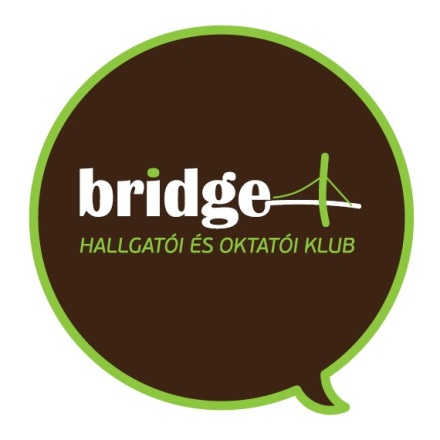 bridge
HALLGATÓI ÉS OKTATÓI KLUB